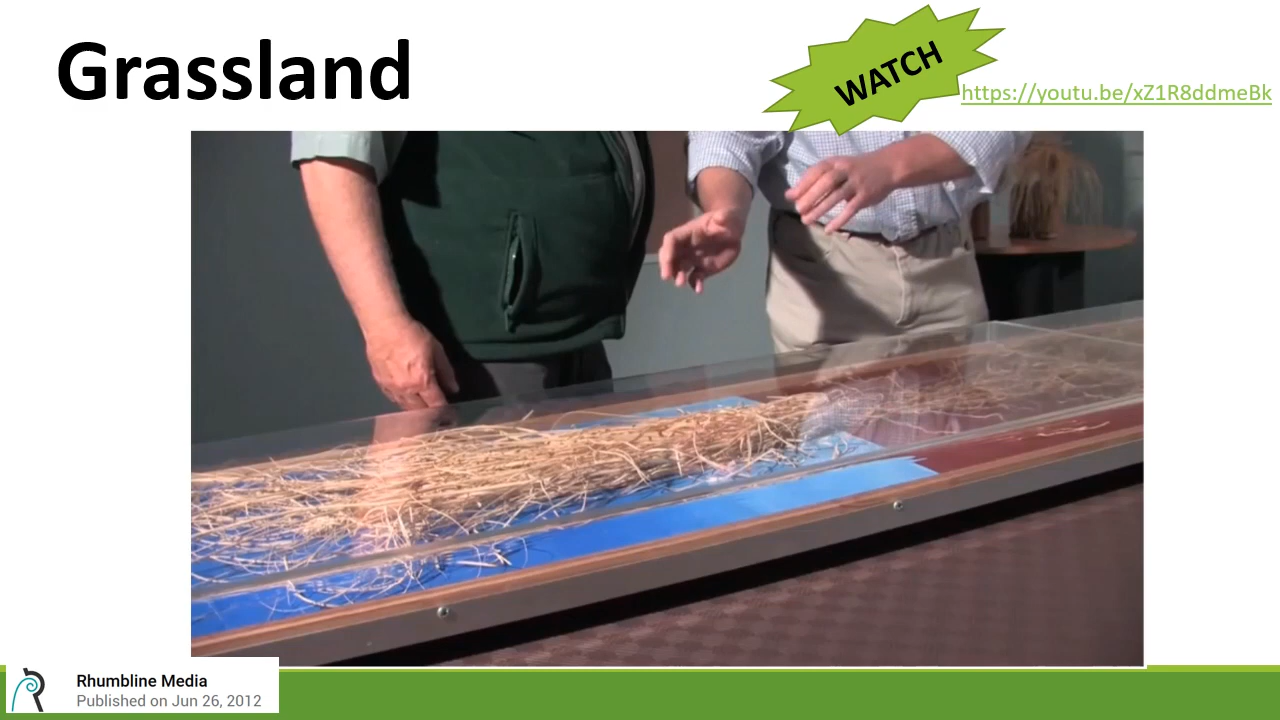 Grassland
WATCH
https://youtu.be/xZ1R8ddmeBk
Rhumbline Media
Published on Jun 26, 2012